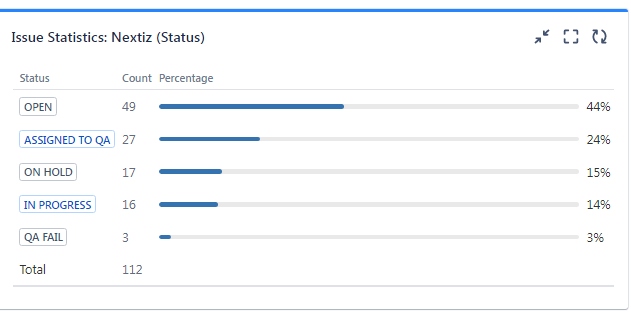 Issue Statistics: Nextiz (Status)
Status Count Percentage
OPEN 49 44%
ASSIGNED TO QA 27 24%
ON HOLD 17 15%
IN PROGRESS 16 14%
QA FAIL 3 3%
Total 112